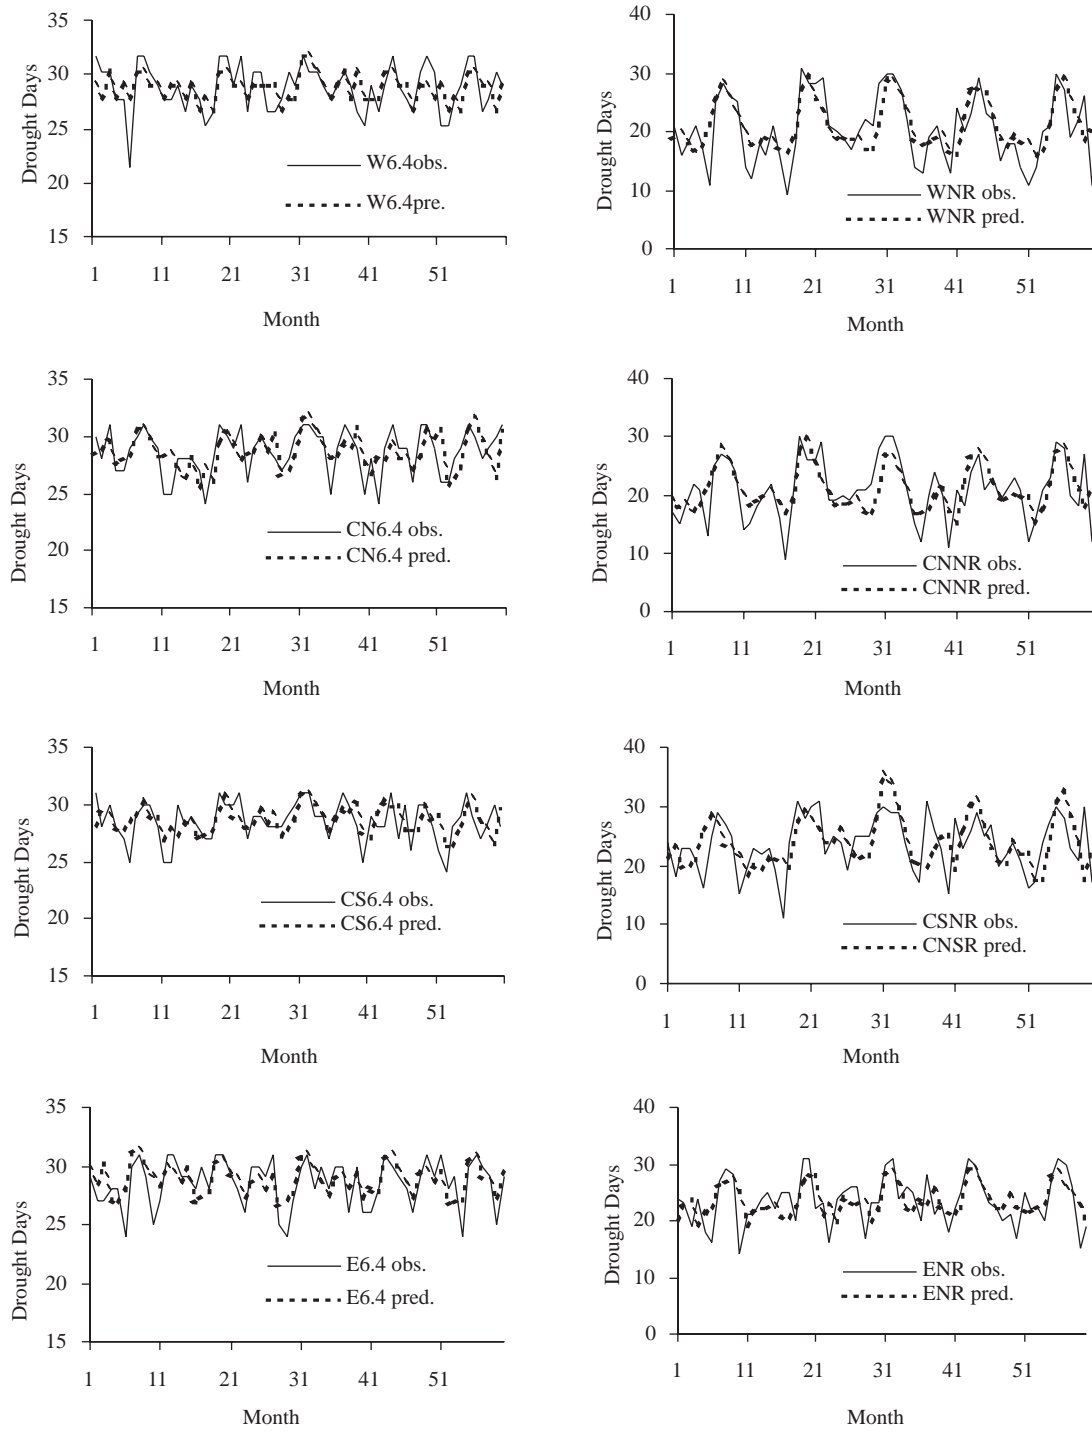 35
30
25
20
15
Drought Days
W6.4obs.
W6.4pre.
1 11 21 31 41 51
Month
40
30
20
10
0
Drought Days
WNR obs.
WNR pred.
1 11 21 31 41 51
Month
35
30
25
20
15
Drought Days
CN6.4 obs.
CN6.4 pred.
1 11 21 31 41 51
Month
40
30
20
10
0
Drought Days
CNNR obs.
CNNR pred.
1 11 21 31 41 51
Month
35
30
25
20
15
Drought Days
CS6.4 obs.
CS6.4 pred.
1 11 21 31 41 51
Month
40
30
20
10
0
Drought Days
CSNR obs.
CNSR pred.
1 11 21 31 41 51
Month
35
30
25
20
15
Drought Days
E6.4 obs.
E6.4 pred.
1 11 21 31 41 51
Month
40
30
20
10
0
Drought Days
ENR obs.
ENR pred.
1 11 21 31 41 51
Month